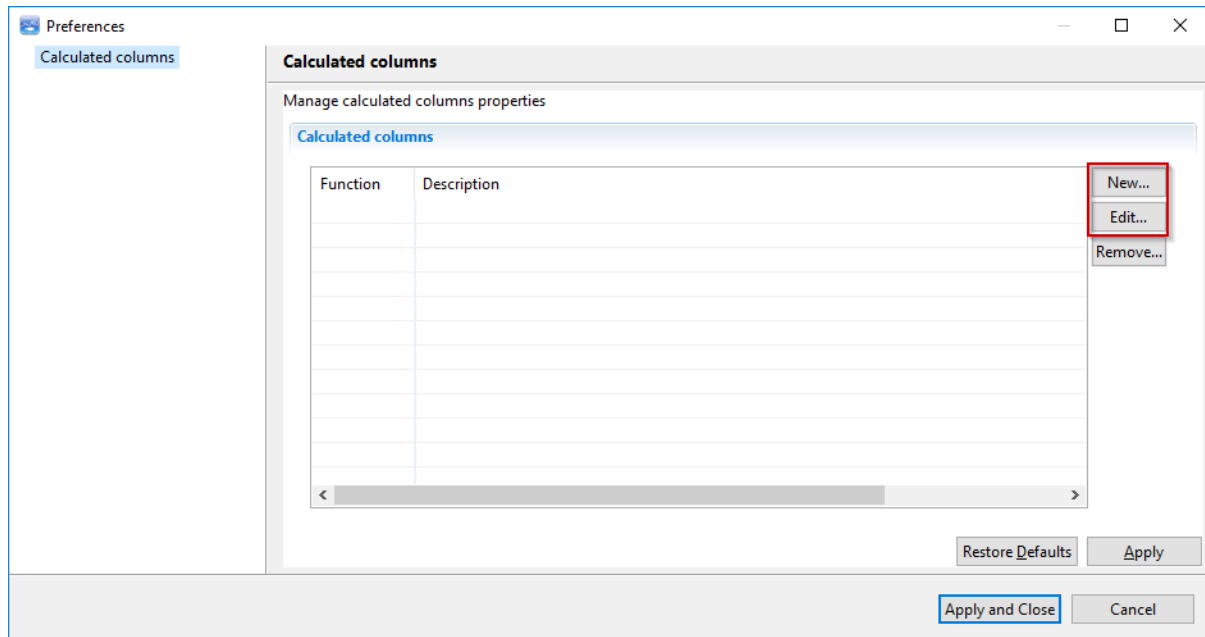 Preferences
Calculated columns
Calculated columns
Manage calculated columns properties
Calculated columns
Function Description
New...
Edit...
Remove...
Restore Defaults Apply
Apply and Close Cancel